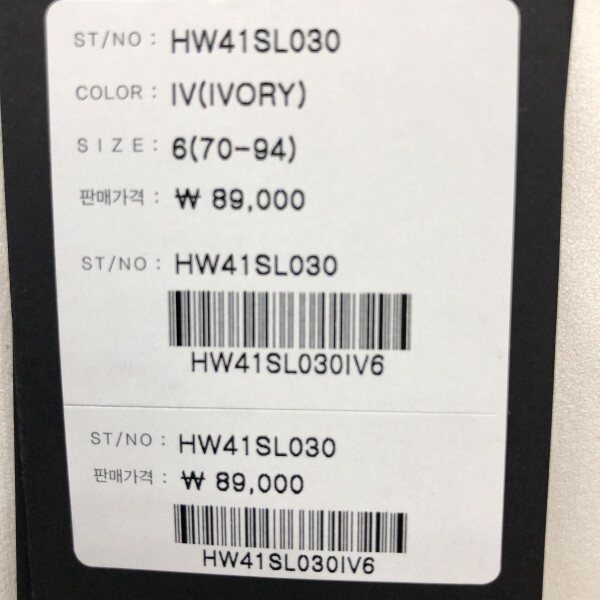 ST/NO : HW41SL030
COLOR : IV(IVORY)
SIZE : 6(70-94)
판매가격 : ₩ 89,000
ST/NO : HW41SL030
HW41SL030IV6
ST/NO : HW41SL030
판매가격 : ₩ 89,000
HW41SL030IV6